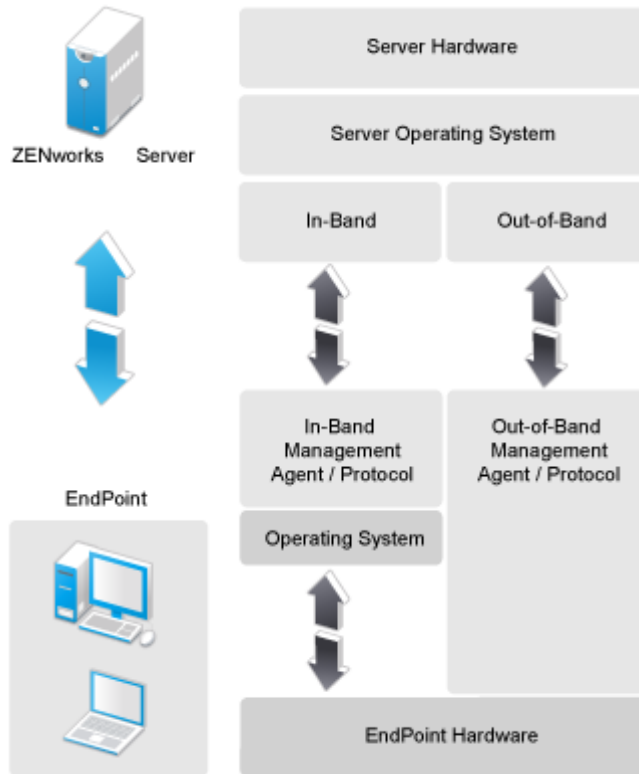 Server Hardware
Server Operating System
ZENworks Server
In-Band
Out-of-Band
In-Band
Management
Agent / Protocol
Out-of-Band
Management
Agent / Protocol
EndPoint
Operating System
EndPoint Hardware